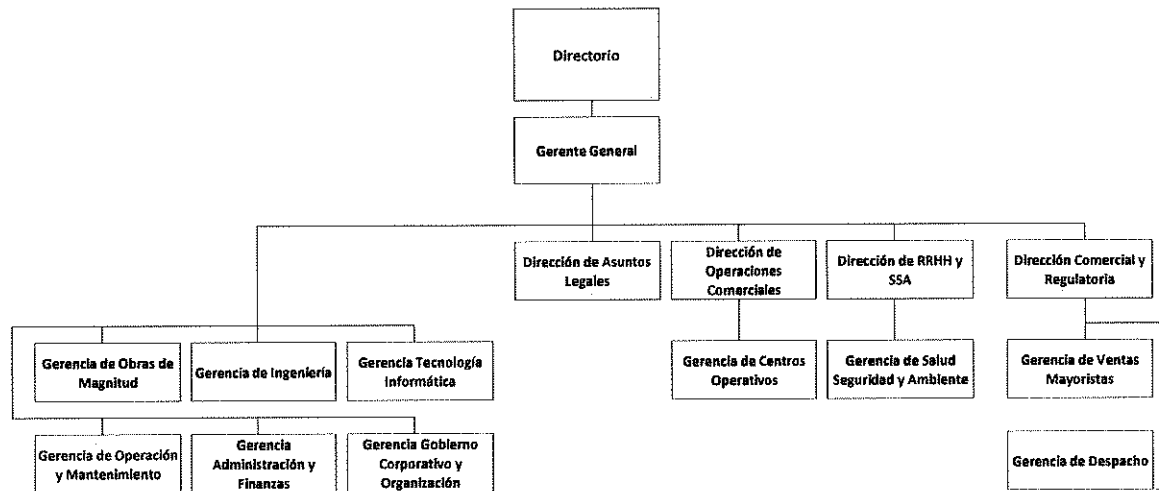 Directorio
Gerente General
Dirección de Asuntos
Legales
Dirección de
Operaciones
Comerciales
Dirección de RRHH y
SSA
Dirección Comercial y
Regulatoria
Gerencia de Obras de
Magnitud
Gerencia de Ingeniería
Gerencia Tecnología
Informática
Gerencia de Centros
Operativos
Gerencia de Salud
Seguridad y Ambiente
Gerencia de Ventas
Mayoristas
Gerencia de Operación
y Mantenimiento
Gerencia
Administración y
Finanzas
Gerencia Gobierno
Corporativo y
Organización
Gerencia de Despacho